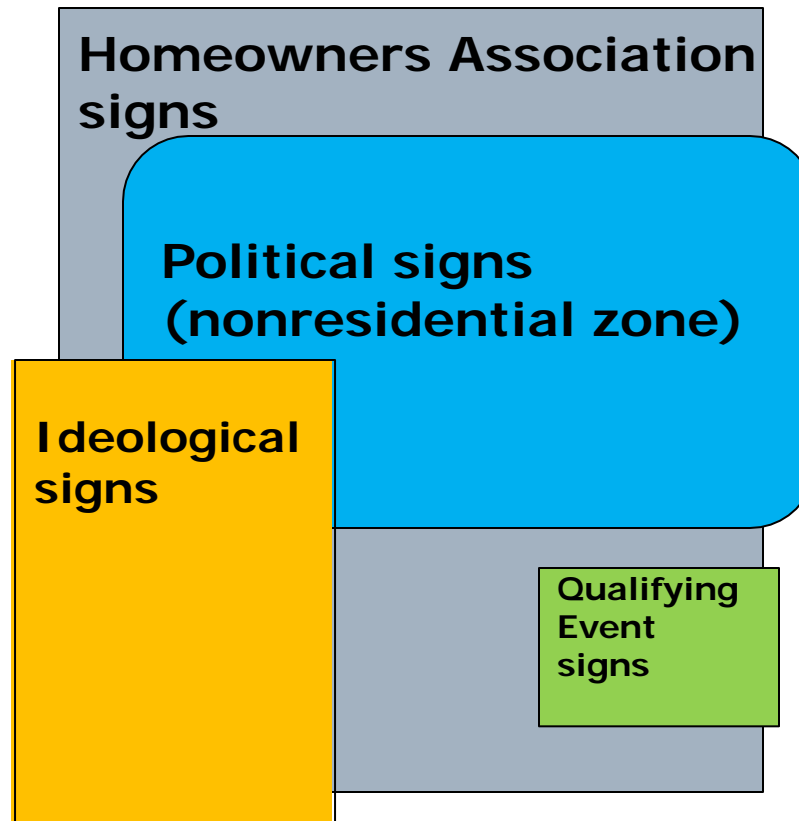 Homeowners Association
signs
Political signs
(nonresidential zone)
Ideological
signs
Qualifying
Event
signs